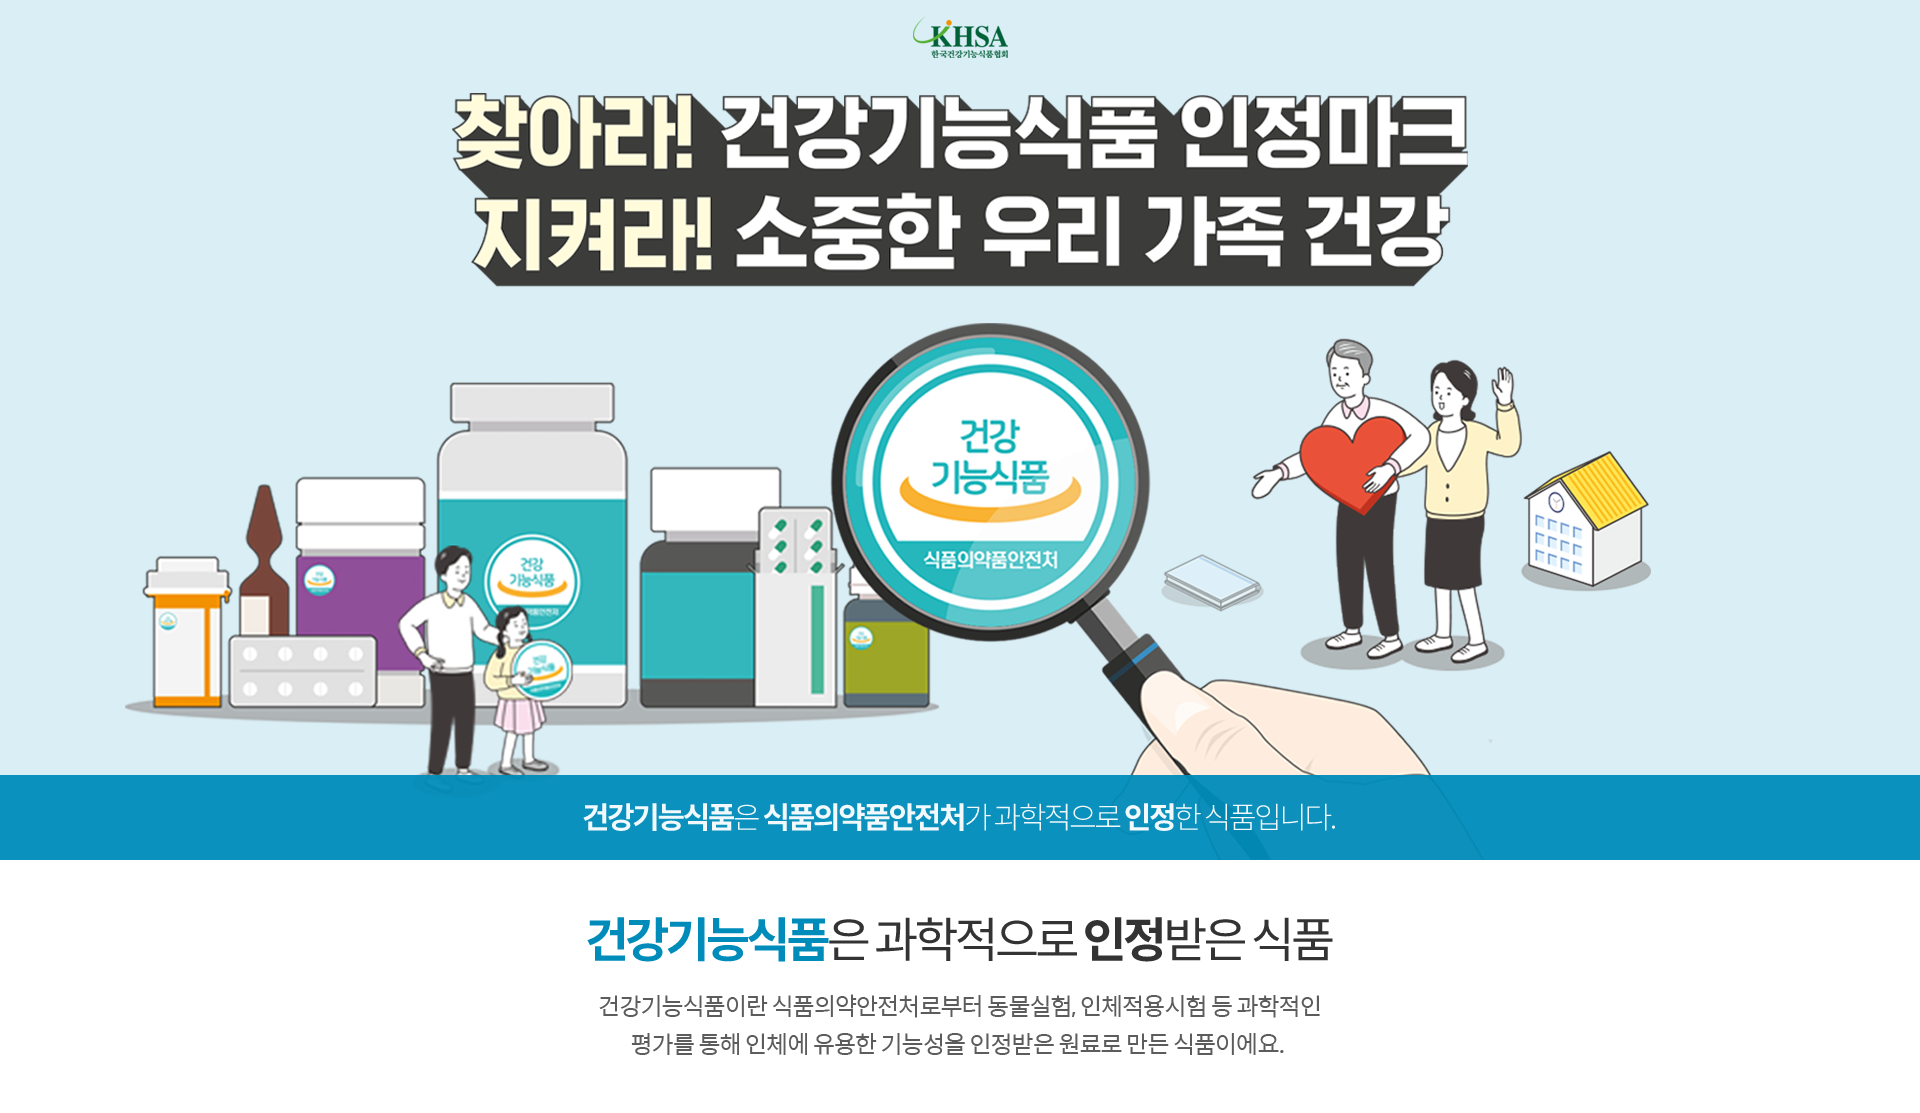 KHSA
한국건강기능식품협회
찾아라! 건강기능식품 인정마크
지켜라! 소중한 우리 가족 건강
건강
기능식품
식품의약품안전처
건강
기능식품
건강기능식품은 식품의약품안전처가 과학적으로 인정한 식품입니다.
건강기능식품은 과학적으로 인정받은 식품
건강기능식품이란 식품의약안전처로부터 동물실험, 인체적용시험 등 과학적인
평가를 통해 인체에 유용한 기능성을 인정받은 원료로 만든 식품이에요.